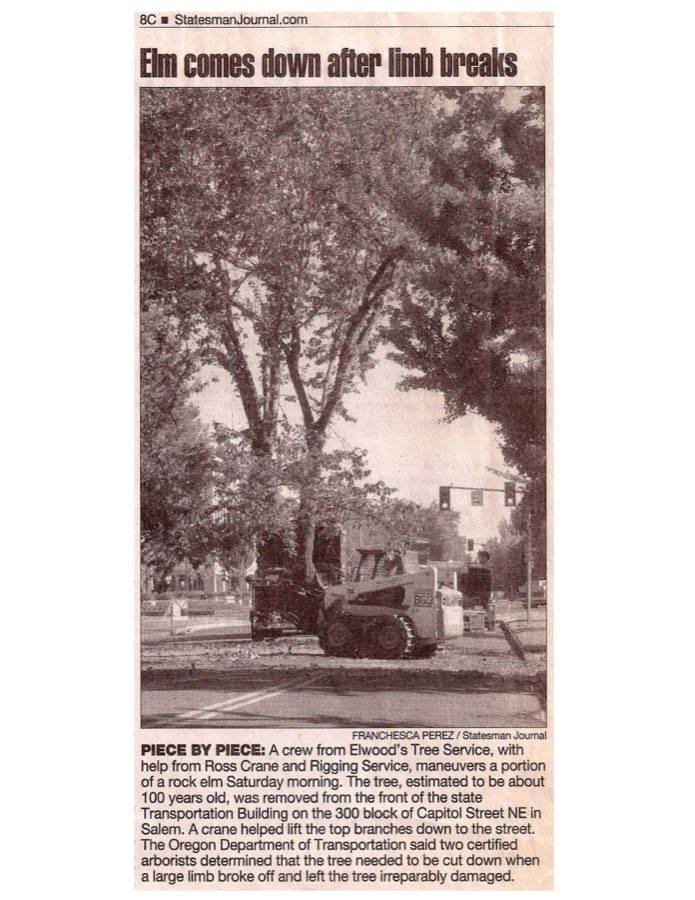 8C ■ StatesmanJournal.com
Elm comes down after limb breaks
863
FRANCHESCA PEREZ / Statesman Journal
PIECE BY PIECE: A crew from Elwood's Tree Service, with
help from Ross Crane and Rigging Service, maneuvers a portion
of a rock elm Saturday morning. The tree, estimated to be about
100 years old, was removed from the front of the state
Transportation Building on the 300 block of Capitol Street NE in
Salem. A crane helped lift the top branches down to the street.
The Oregon Department of Transportation said two certified
arborists determined that the tree needed to be cut down when
a large limb broke off and left the tree irreparably damaged.